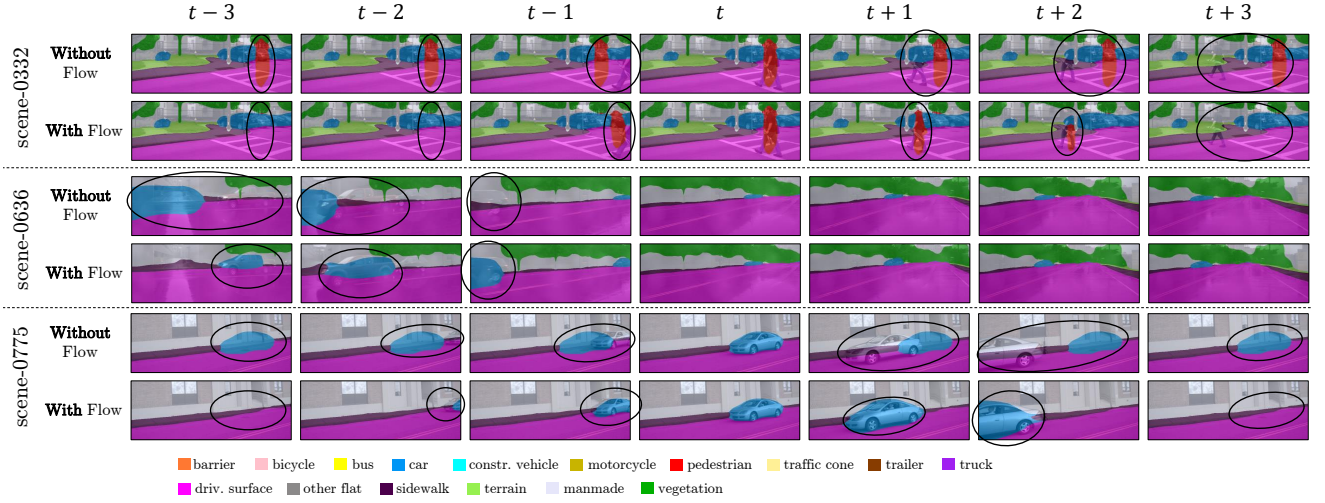 t − 3 t − 2 t − 1 t t + 1 t + 2 t + 3
scene-0332
Without
Flow
With Flow
scene-0636
Without
Flow
With Flow
scene-0775
Without
Flow
With Flow
barrier bicycle bus car constr. vehicle motorcycle pedestrian traffic cone trailer truck
driv. surface other flat sidewalk terrain manmade vegetation